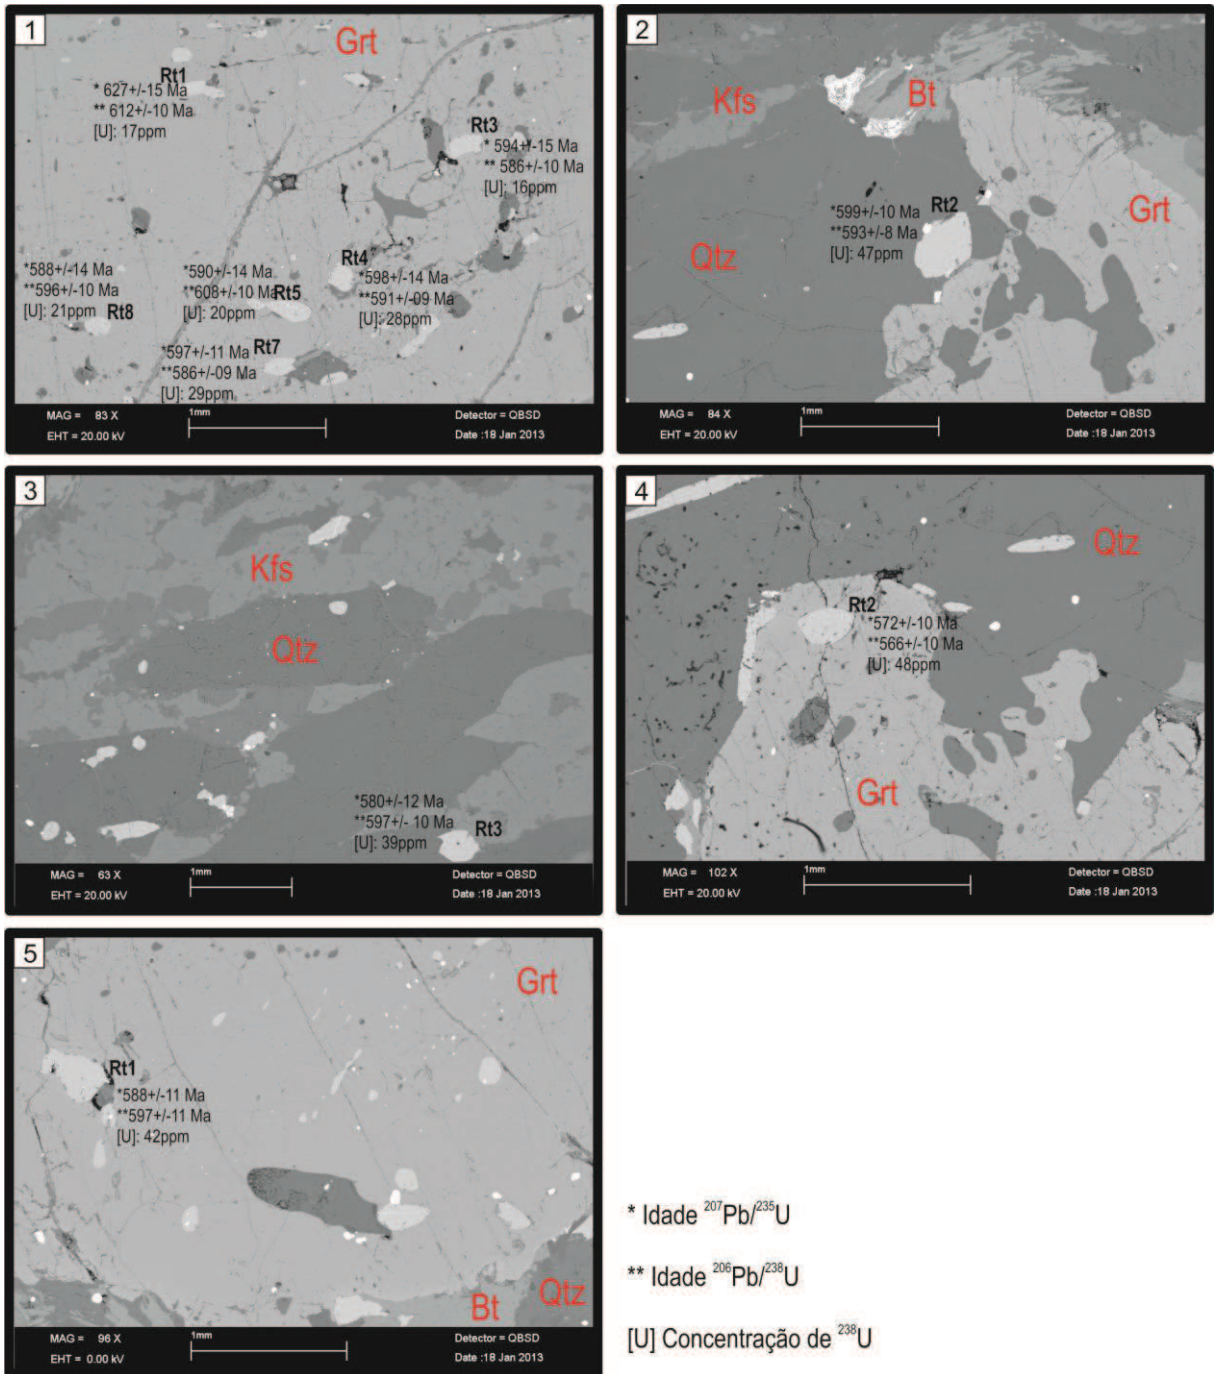 1
Grt
Rt1
* 627+/-15 Ma
** 612+/-10 Ma
[U]: 17ppm
Rt3
* 594+/-15 Ma
** 586+/-10 Ma
[U]: 16ppm
Rt4
*598+/-14 Ma
**591+/-09 Ma
[U]: 28ppm
*588+/-14 Ma
**596+/-10 Ma
[U]: 21ppm
Rt8
*590+/-14 Ma
**608+/-10 Ma
Rt5
[U]: 20ppm
*597+/-11 Ma
Rt7
**586+/-09 Ma
[U]: 29ppm
MAG = 83 X
EHT = 20.00 kV
1mm
Detector = QBSD
Date :18 Jan 2013
2
Kfs
Bt
Grt
Qtz
*599+/-10 Ma
Rt2
**593+/-8 Ma
[U]: 47ppm
MAG = 84 X
EHT = 20.00 kV
1mm
Detector = QBSD
Date :18 Jan 2013
3
Kfs
Qtz
*580+/-12 Ma
**597+/- 10 Ma
[U]: 39ppm
Rt3
MAG = 63 X
EHT = 20.00 kV
1mm
Detector = QBSD
Date :18 Jan 2013
4
Qtz
Rt2
*572+/-10 Ma
**566+/-10 Ma
[U]: 48ppm
Grt
MAG = 102 X
EHT = 20.00 kV
1mm
Detector = QBSD
Date :18 Jan 2013
5
Grt
Rt1
*588+/-11 Ma
**597+/-11 Ma
[U]: 42ppm
Bt
Qtz
MAG = 96 X
EHT = 0.00 kV
1mm
Detector = QBSD
Date :18 Jan 2013
* Idade ²⁰⁷Pb/²³⁵U
** Idade ²⁰⁶Pb/²³⁸U
[U] Concentração de ²³⁸U